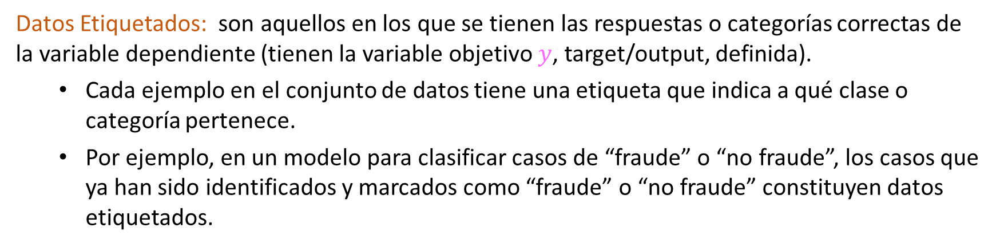 Datos Etiquetados: son aquellos en los que se tienen las respuestas o categorías correctas de
la variable dependiente (tienen la variable objetivo y, target/output, definida).
• Cada ejemplo en el conjunto de datos tiene una etiqueta que indica a qué clase o
categoría pertenece.
• Por ejemplo, en un modelo para clasificar casos de “fraude” o “no fraude”, los casos que
ya han sido identificados y marcados como “fraude” o “no fraude” constituyen datos
etiquetados.